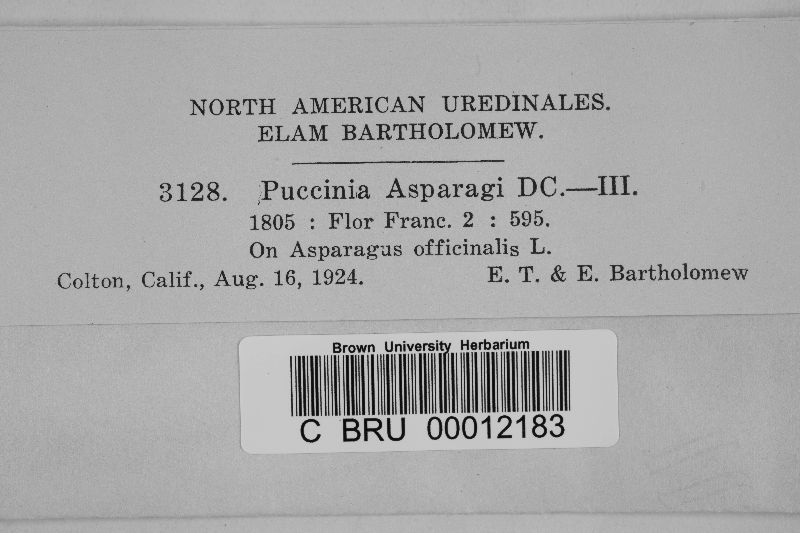 NORTH AMERICAN UREDINALES.
ELAM BARTHOLOMEW.
3128. Puccinia Asparagi DC.—III.
1805 : Flor Franc. 2 : 595.
On Asparagus officinalis L.
Colton, Calif., Aug. 16, 1924. E. T. & E. Bartholomew
Brown University Herbarium
C BRU 00012183